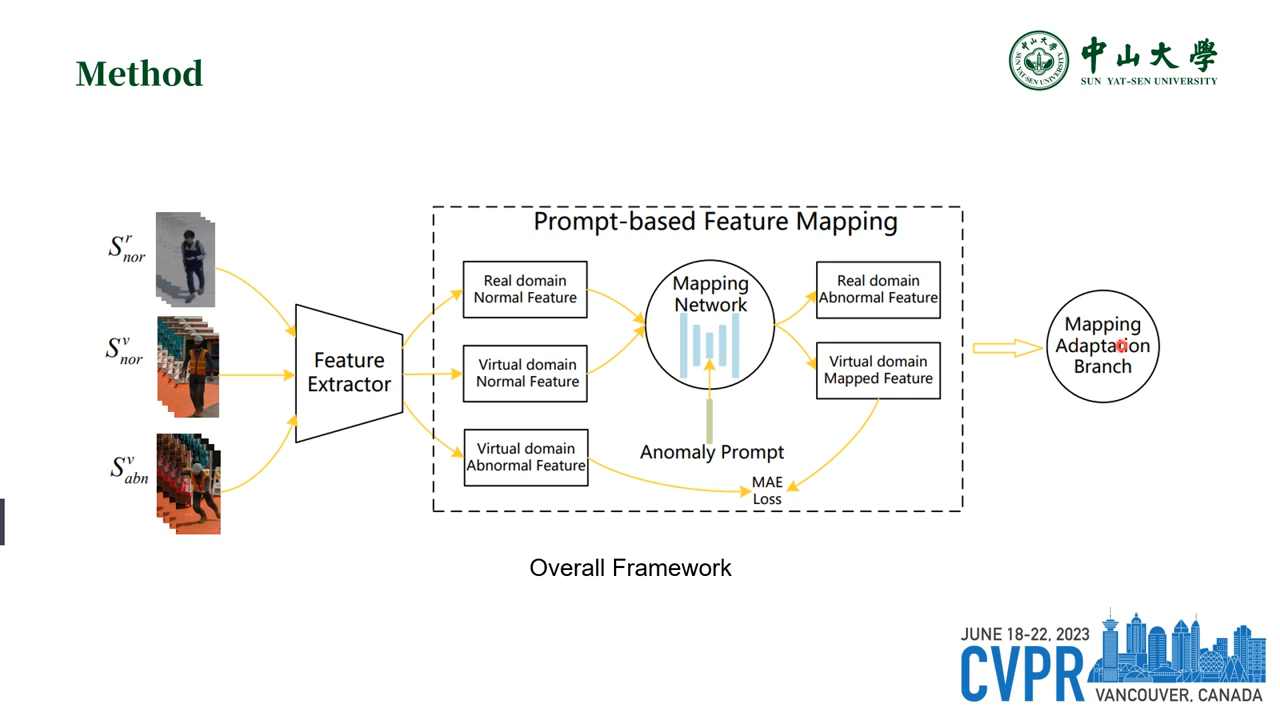 Method
中山大學
SUN YAT-SEN UNIVERSITY
Prompt-based Feature Mapping
S^r_nor
S^v_nor
S^v_abn
Feature
Extractor
Real domain
Normal Feature
Virtual domain
Normal Feature
Virtual domain
Abnormal Feature
Mapping
Network
Anomaly Prompt
Real domain
Abnormal Feature
Virtual domain
Mapped Feature
MAE
Loss
Mapping
Adaptation
Branch
Overall Framework
JUNE 18-22, 2023
CVPR
VANCOUVER, CANADA